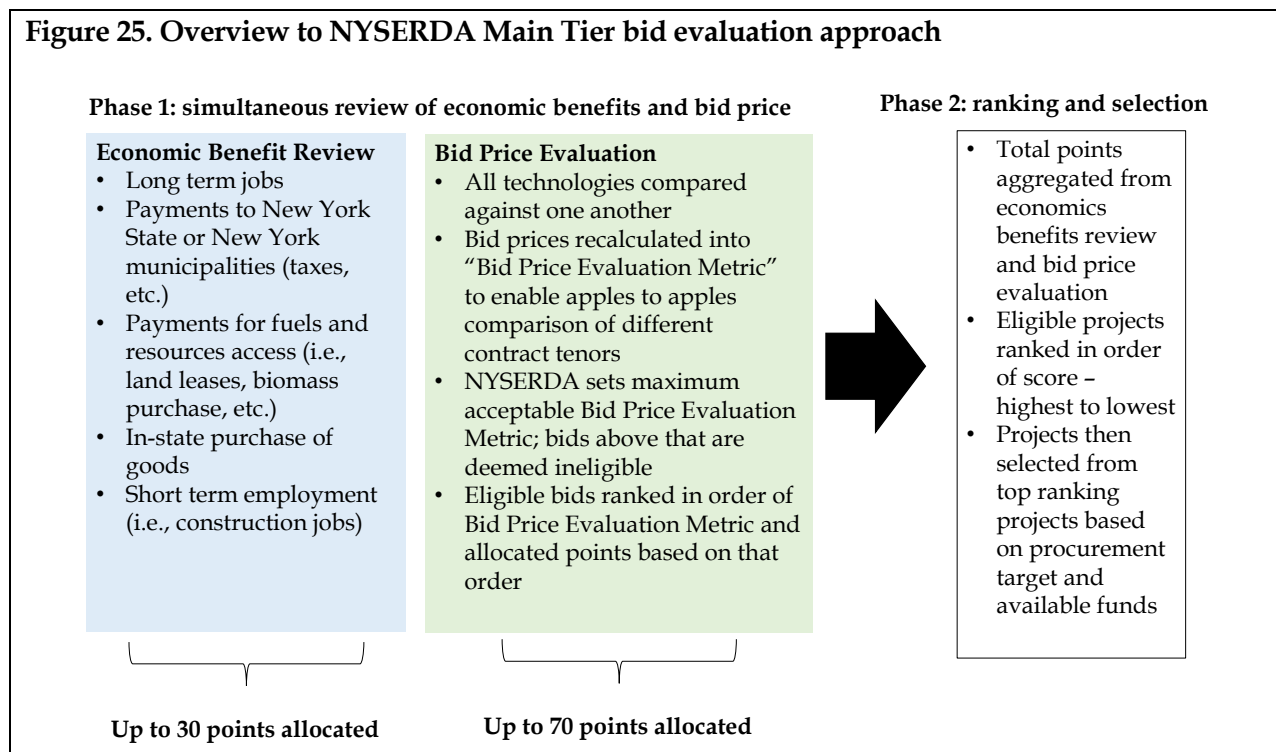 Figure 25. Overview to NYSERDA Main Tier bid evaluation approach
Phase 1: simultaneous review of economic benefits and bid price
Economic Benefit Review
• Long term jobs
• Payments to New York
State or New York
municipalities (taxes,
etc.)
• Payments for fuels and
resources access (i.e.,
land leases, biomass
purchase, etc.)
• In-state purchase of
goods
• Short term employment
(i.e., construction jobs)
Up to 30 points allocated
Bid Price Evaluation
• All technologies compared
against one another
• Bid prices recalculated into
“Bid Price Evaluation Metric”
to enable apples to apples
comparison of different
contract tenors
• NYSERDA sets maximum
acceptable Bid Price Evaluation
Metric; bids above that are
deemed ineligible
• Eligible bids ranked in order of
Bid Price Evaluation Metric and
allocated points based on that
order
Up to 70 points allocated
Phase 2: ranking and selection
• Total points
aggregated from
economics
benefits review
and bid price
evaluation
• Eligible projects
ranked in order
of score –
highest to lowest
• Projects then
selected from
top ranking
projects based
on procurement
target and
available funds